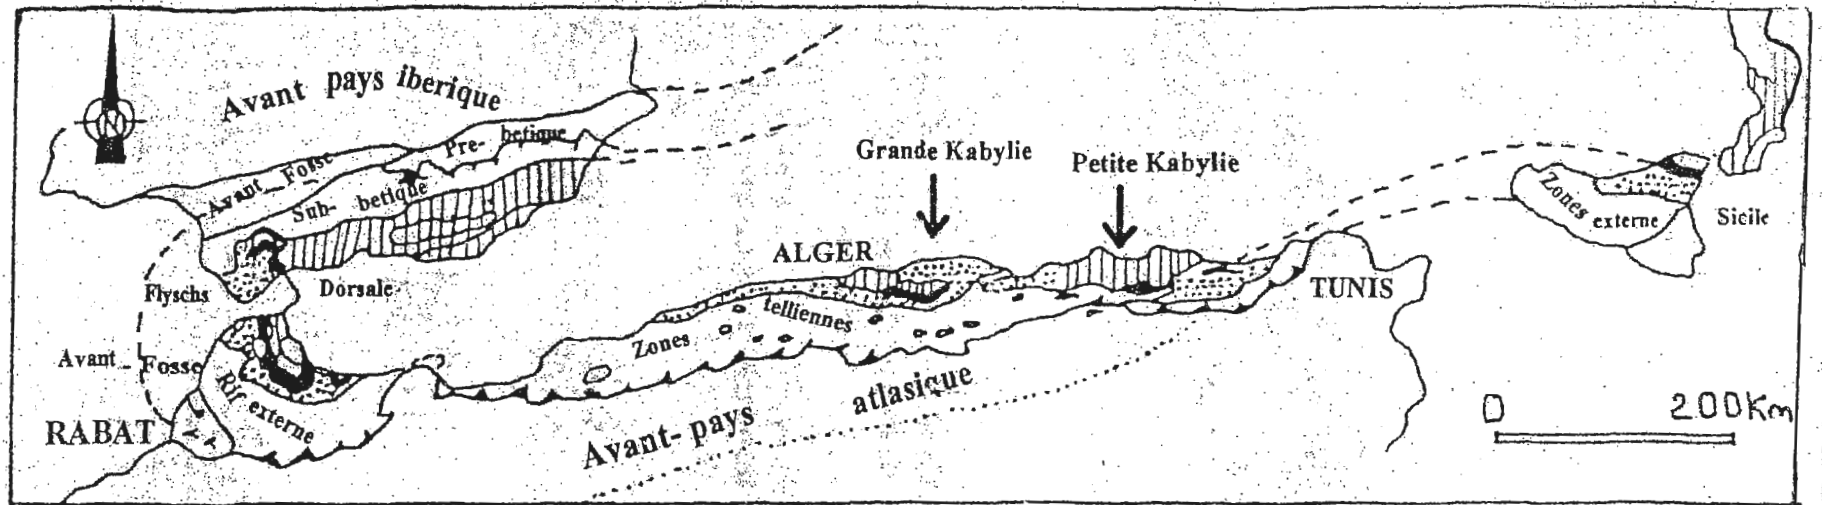 N
Avant pays iberique
Avant Fosse
Pre- betique
Sub- betique
Grande Kabylie
Petite Kabylie
Zones externe
Sicile
ALGER
Flyschs
Dorsale
TUNIS
Zones telliennes
Avant - Fosse
Rif externe
RABAT
Avant-pays atlasique
0 200Km